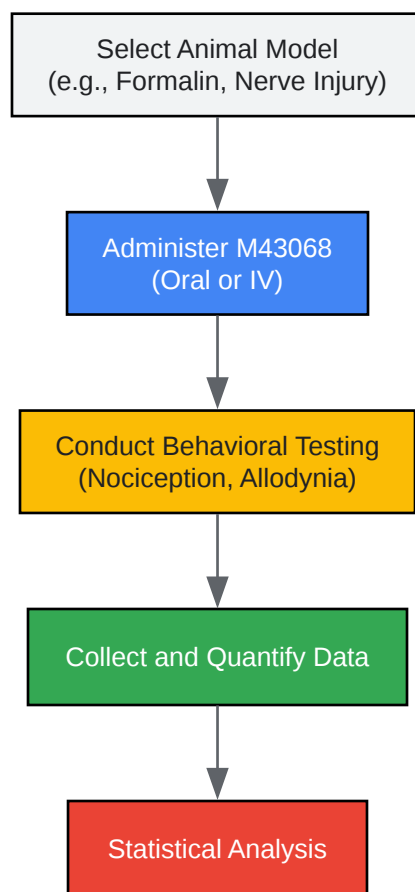 Select Animal Model
(e.g., Formalin, Nerve Injury)
Administer M43068
(Oral or IV)
Conduct Behavioral Testing
(Nociception, Allodynia)
Collect and Quantify Data
Statistical Analysis